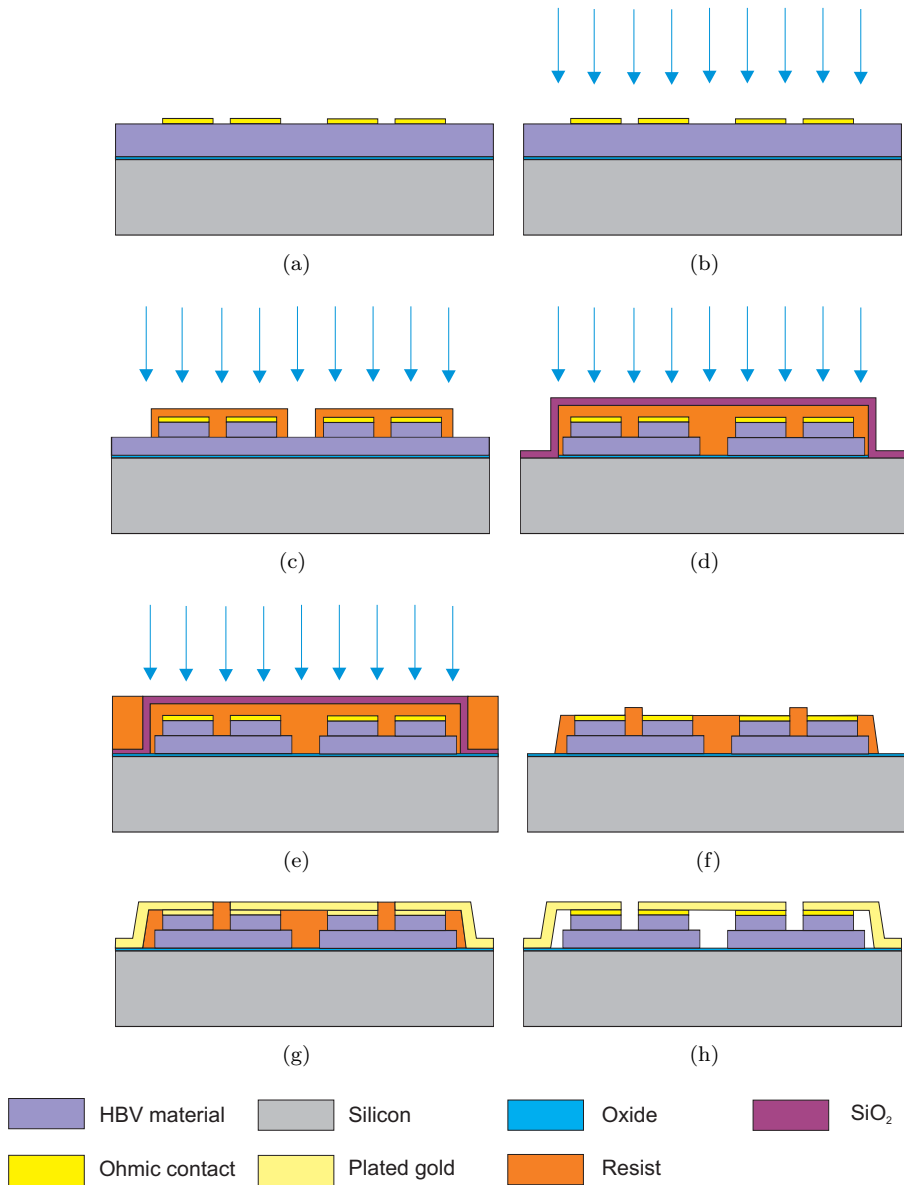 (a)
(b)
(c)
(d)
(e)
(f)
(g)
(h)
HBV material
Silicon
Oxide
SiO₂
Ohmic contact
Plated gold
Resist